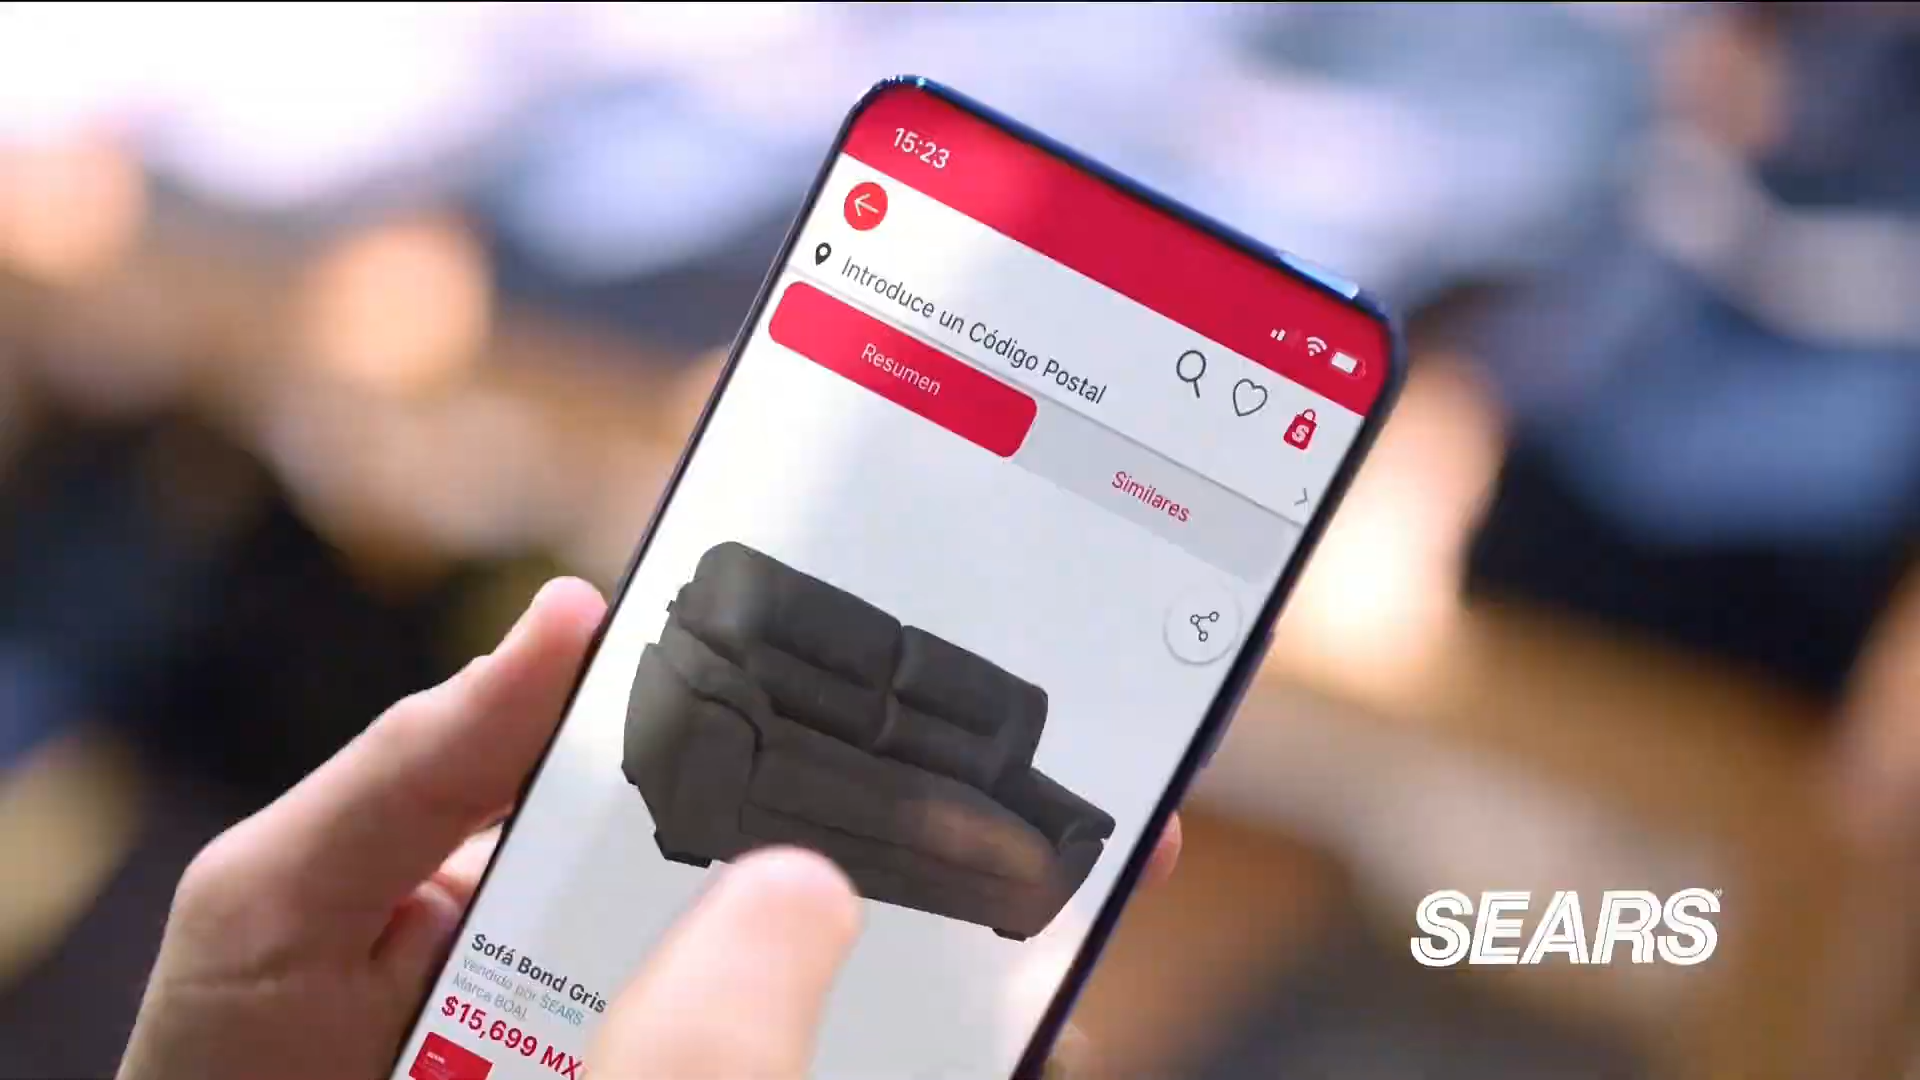 15:23
Introduce un Código Postal
Resumen
Similares
Sofá Bond Gris
Vendido por SEARS
Marca BOAL
$15,699 MX
SEARS